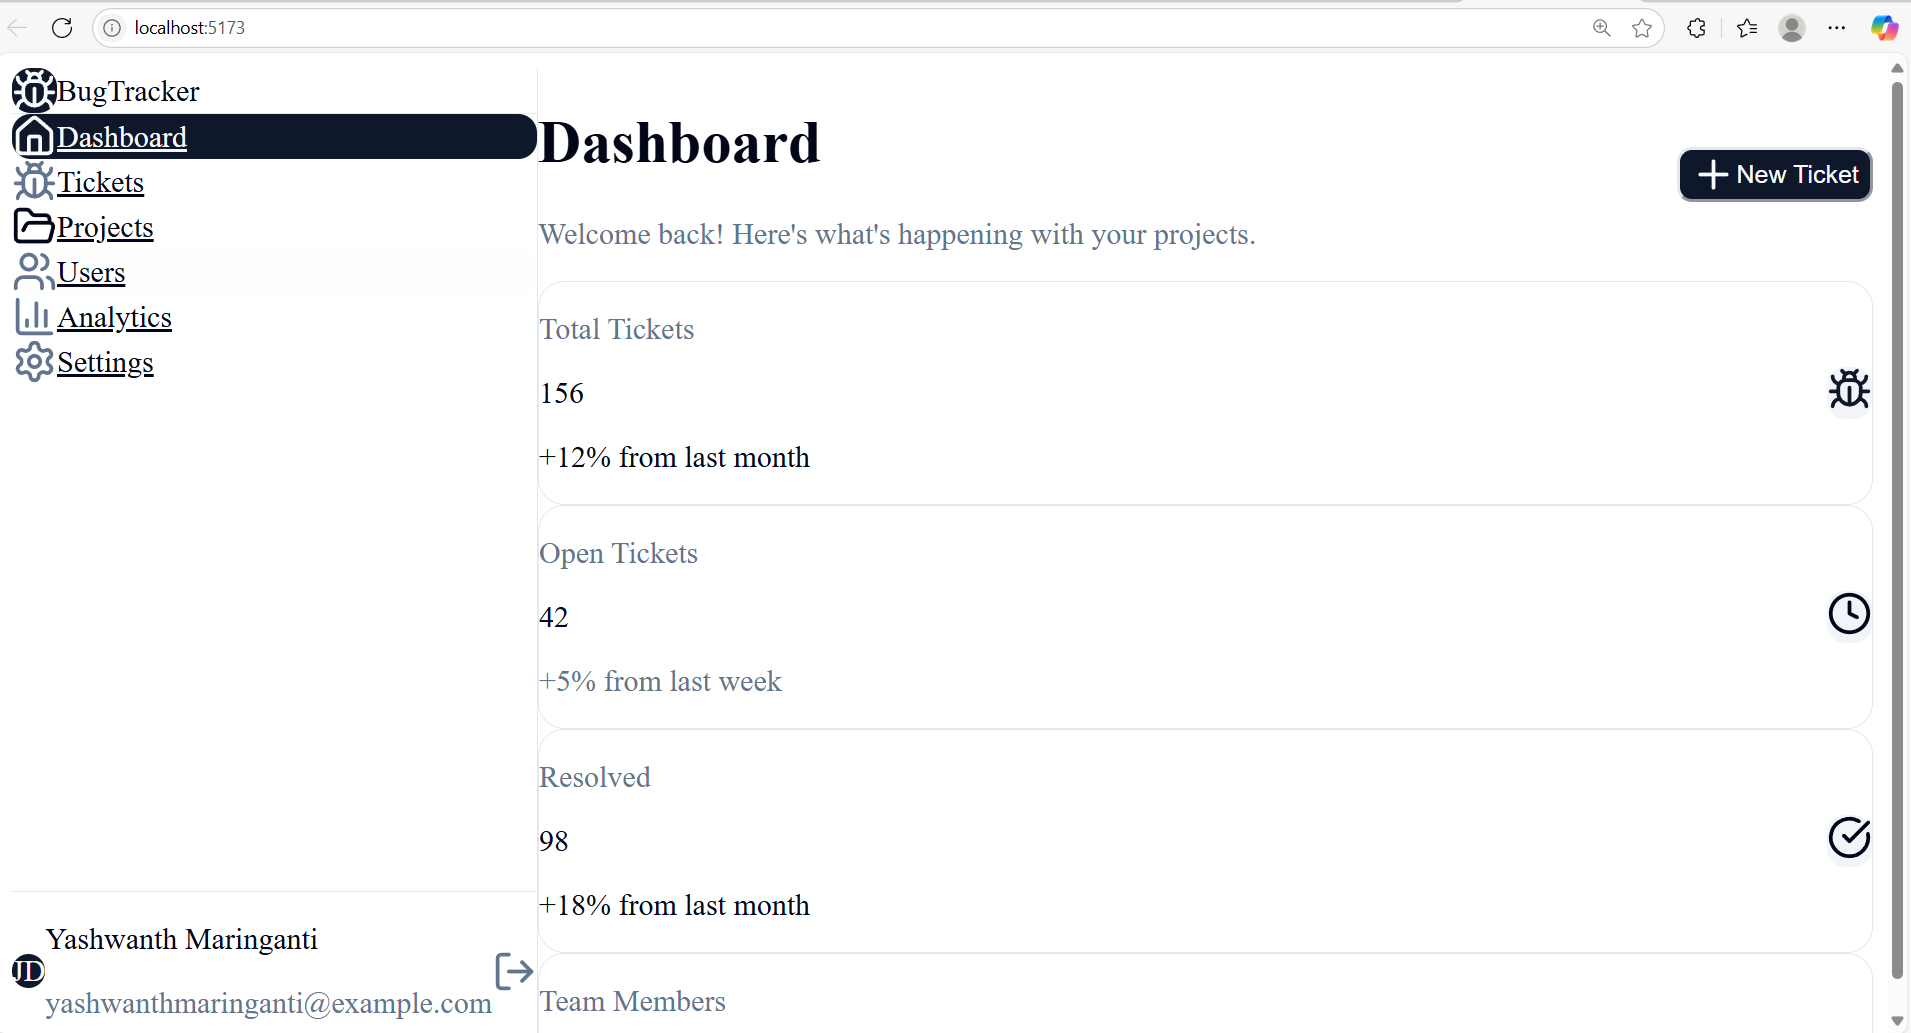 localhost:5173
BugTracker
Dashboard
Tickets
Projects
Users
Analytics
Settings
Yashwanth Maringanti
JD
yashwanthmaringanti@example.com
Dashboard
New Ticket
Welcome back! Here's what's happening with your projects.
Total Tickets
156
+12% from last month
Open Tickets
42
+5% from last week
Resolved
98
+18% from last month
Team Members